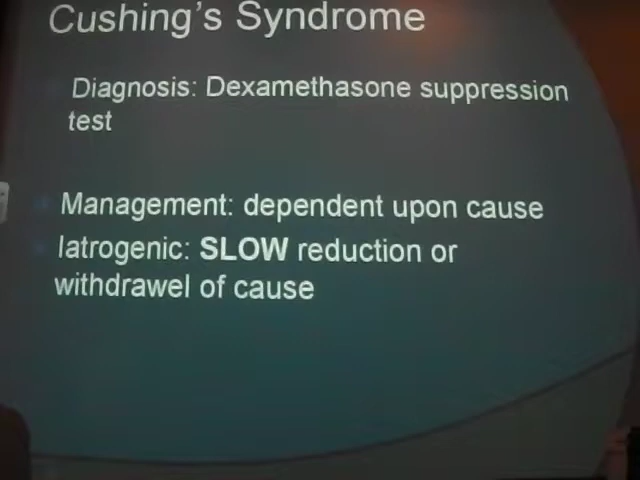 Cushing's Syndrome
Diagnosis: Dexamethasone suppression
test
Management: dependent upon cause
Iatrogenic: SLOW reduction or
withdrawel of cause